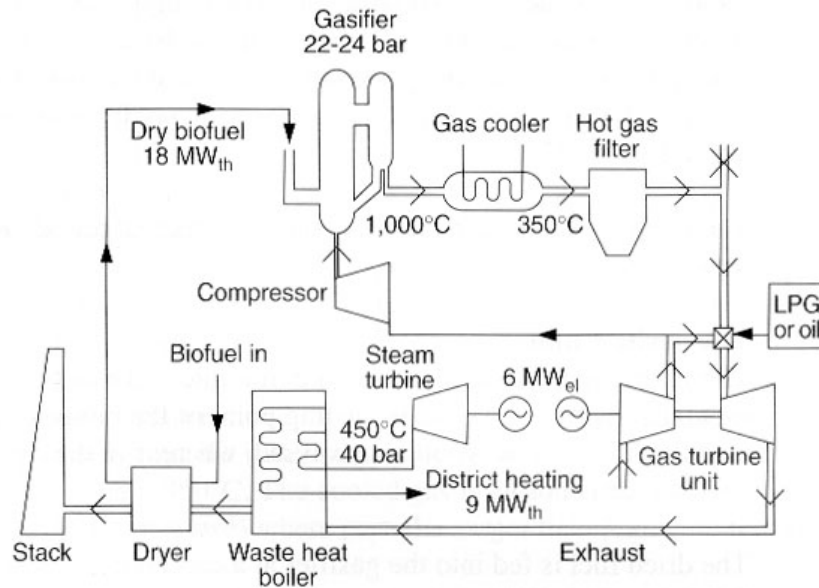 Gasifier
22-24 bar
Dry biofuel
18 MWth
Gas cooler
Hot gas
filter
1,000°C
350°C
Compressor
LPG
or oil
Biofuel in
Steam
turbine
6 MWel
450°C
40 bar
District heating
9 MWth
Gas turbine
unit
Stack
Dryer
Waste heat
boiler
Exhaust